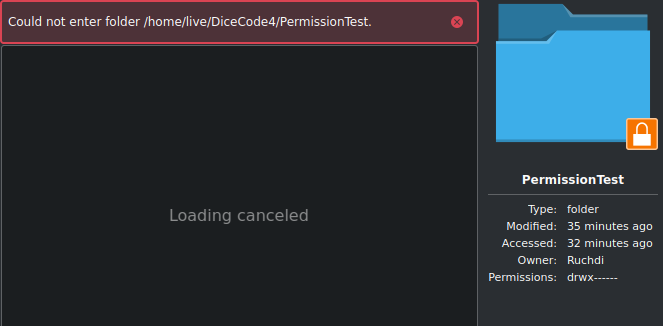 Could not enter folder /home/live/DiceCode4/PermissionTest.
Loading canceled
PermissionTest
Type: folder
Modified: 35 minutes ago
Accessed: 32 minutes ago
Owner: Ruchdi
Permissions: drwx------